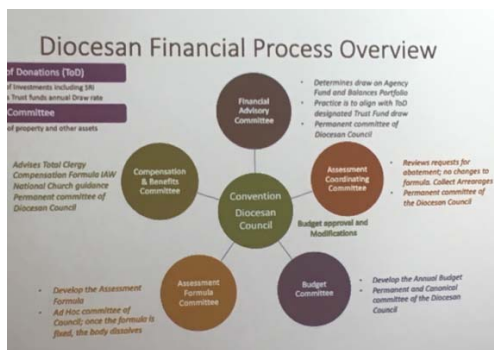 Diocesan Financial Process Overview
of Donations (ToD)
of Investments including SRI
Trust funds annual Draw rate
Committee
of property and other assets
Financial
Advisory
Committee
• Determines draw on Agency
Fund and Balances Portfolio
• Practice is to align with ToD
designated Trust Fund draw
• Permanent committee of
Diocesan Council
Advises Total Clergy
Compensation Formula IAW
National Church guidance
Permanent committee of
Diocesan Council
Compensation
& Benefits
Committee
Convention
Diocesan
Council
Assessment
Coordinating
Committee
• Reviews requests for
abatement; no changes to
formula. Collect Arrearages
• Permanent committee of
the Diocesan Council
Budget approval and
Modifications
• Develop the Assessment
Formula
• Ad Hoc committee of
Council; once the formula is
fixed, the body dissolves
Assessment
Formula
Committee
Budget
Committee
• Develop the Annual Budget
• Permanent and Canonical
committee of the Diocesan
Council